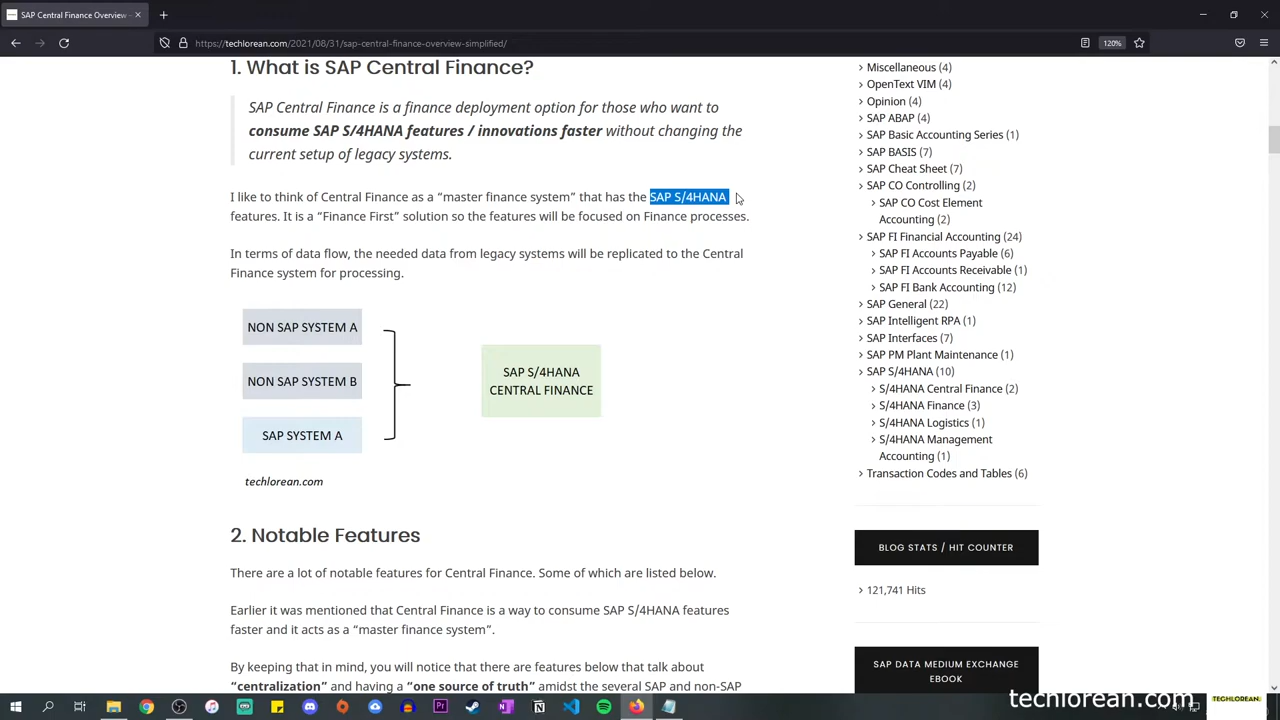 SAP Central Finance Overview -
https://techlorean.com/2021/08/31/sap-central-finance-overview-simplified/
120%
1. What is SAP Central Finance?
SAP Central Finance is a finance deployment option for those who want to
consume SAP S/4HANA features / innovations faster without changing the
current setup of legacy systems.
I like to think of Central Finance as a “master finance system” that has the SAP S/4HANA
features. It is a “Finance First” solution so the features will be focused on Finance processes.
In terms of data flow, the needed data from legacy systems will be replicated to the Central
Finance system for processing.
NON SAP SYSTEM A
NON SAP SYSTEM B
SAP SYSTEM A
SAP S/4HANA
CENTRAL FINANCE
techlorean.com
2. Notable Features
There are a lot of notable features for Central Finance. Some of which are listed below.
Earlier it was mentioned that Central Finance is a way to consume SAP S/4HANA features
faster and it acts as a “master finance system”.
By keeping that in mind, you will notice that there are features below that talk about
“centralization” and having a “one source of truth” amidst the several SAP and non-SAP
Miscellaneous (4)
OpenText VIM (4)
Opinion (4)
SAP ABAP (4)
SAP Basic Accounting Series (1)
SAP BASIS (7)
SAP Cheat Sheet (7)
SAP CO Controlling (2)
SAP CO Cost Element
Accounting (2)
SAP FI Financial Accounting (24)
SAP FI Accounts Payable (6)
SAP FI Accounts Receivable (1)
SAP FI Bank Accounting (12)
SAP General (22)
SAP Intelligent RPA (1)
SAP Interfaces (7)
SAP PM Plant Maintenance (1)
SAP S/4HANA (10)
S/4HANA Central Finance (2)
S/4HANA Finance (3)
S/4HANA Logistics (1)
S/4HANA Management
Accounting (1)
Transaction Codes and Tables (6)
BLOG STATS / HIT COUNTER
121,741 Hits
SAP DATA MEDIUM EXCHANGE
EBOOK
techlorean.com
TECHLOREAN